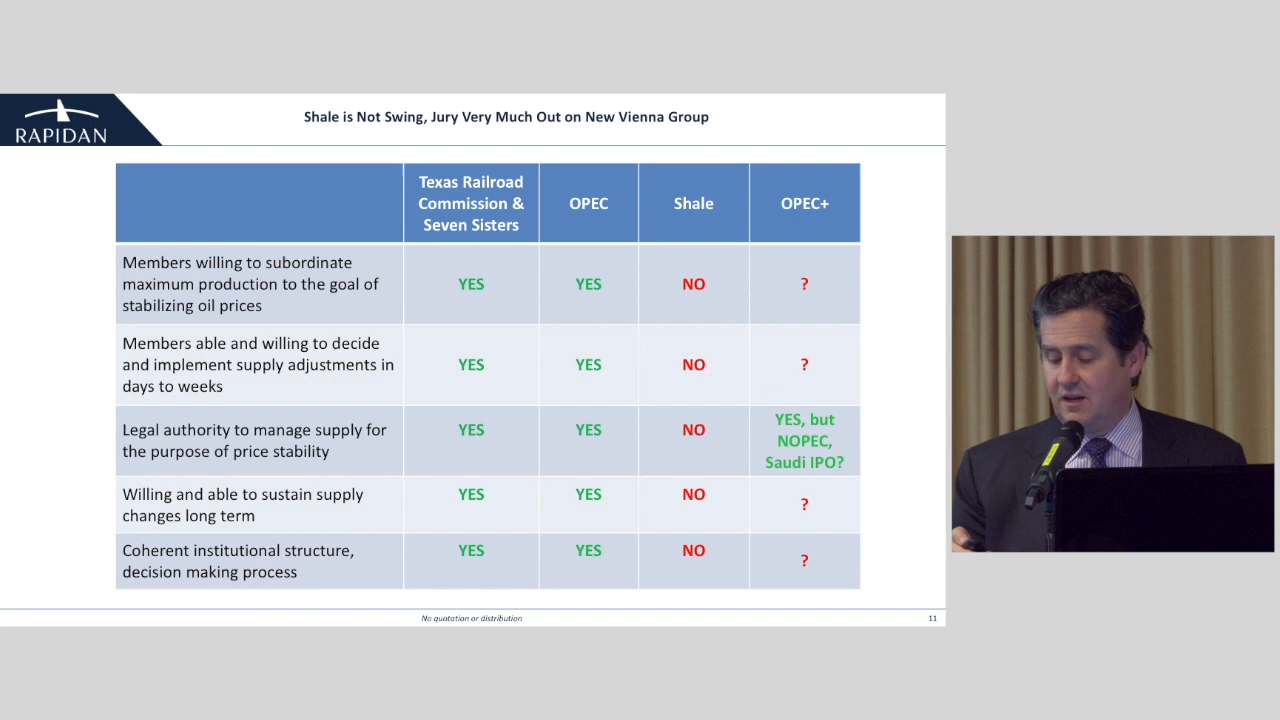 RAPIDAN
Shale is Not Swing, Jury Very Much Out on New Vienna Group
Texas Railroad
Commission &
Seven Sisters
OPEC
Shale
OPEC+
Members willing to subordinate
maximum production to the goal of
stabilizing oil prices
YES
YES
NO
?
Members able and willing to decide
and implement supply adjustments in
days to weeks
YES
YES
NO
?
Legal authority to manage supply for
the purpose of price stability
YES
YES
NO
YES, but
NOPEC,
Saudi IPO?
Willing and able to sustain supply
changes long term
YES
YES
NO
?
Coherent institutional structure,
decision making process
YES
YES
NO
?
No quotation or distribution
11